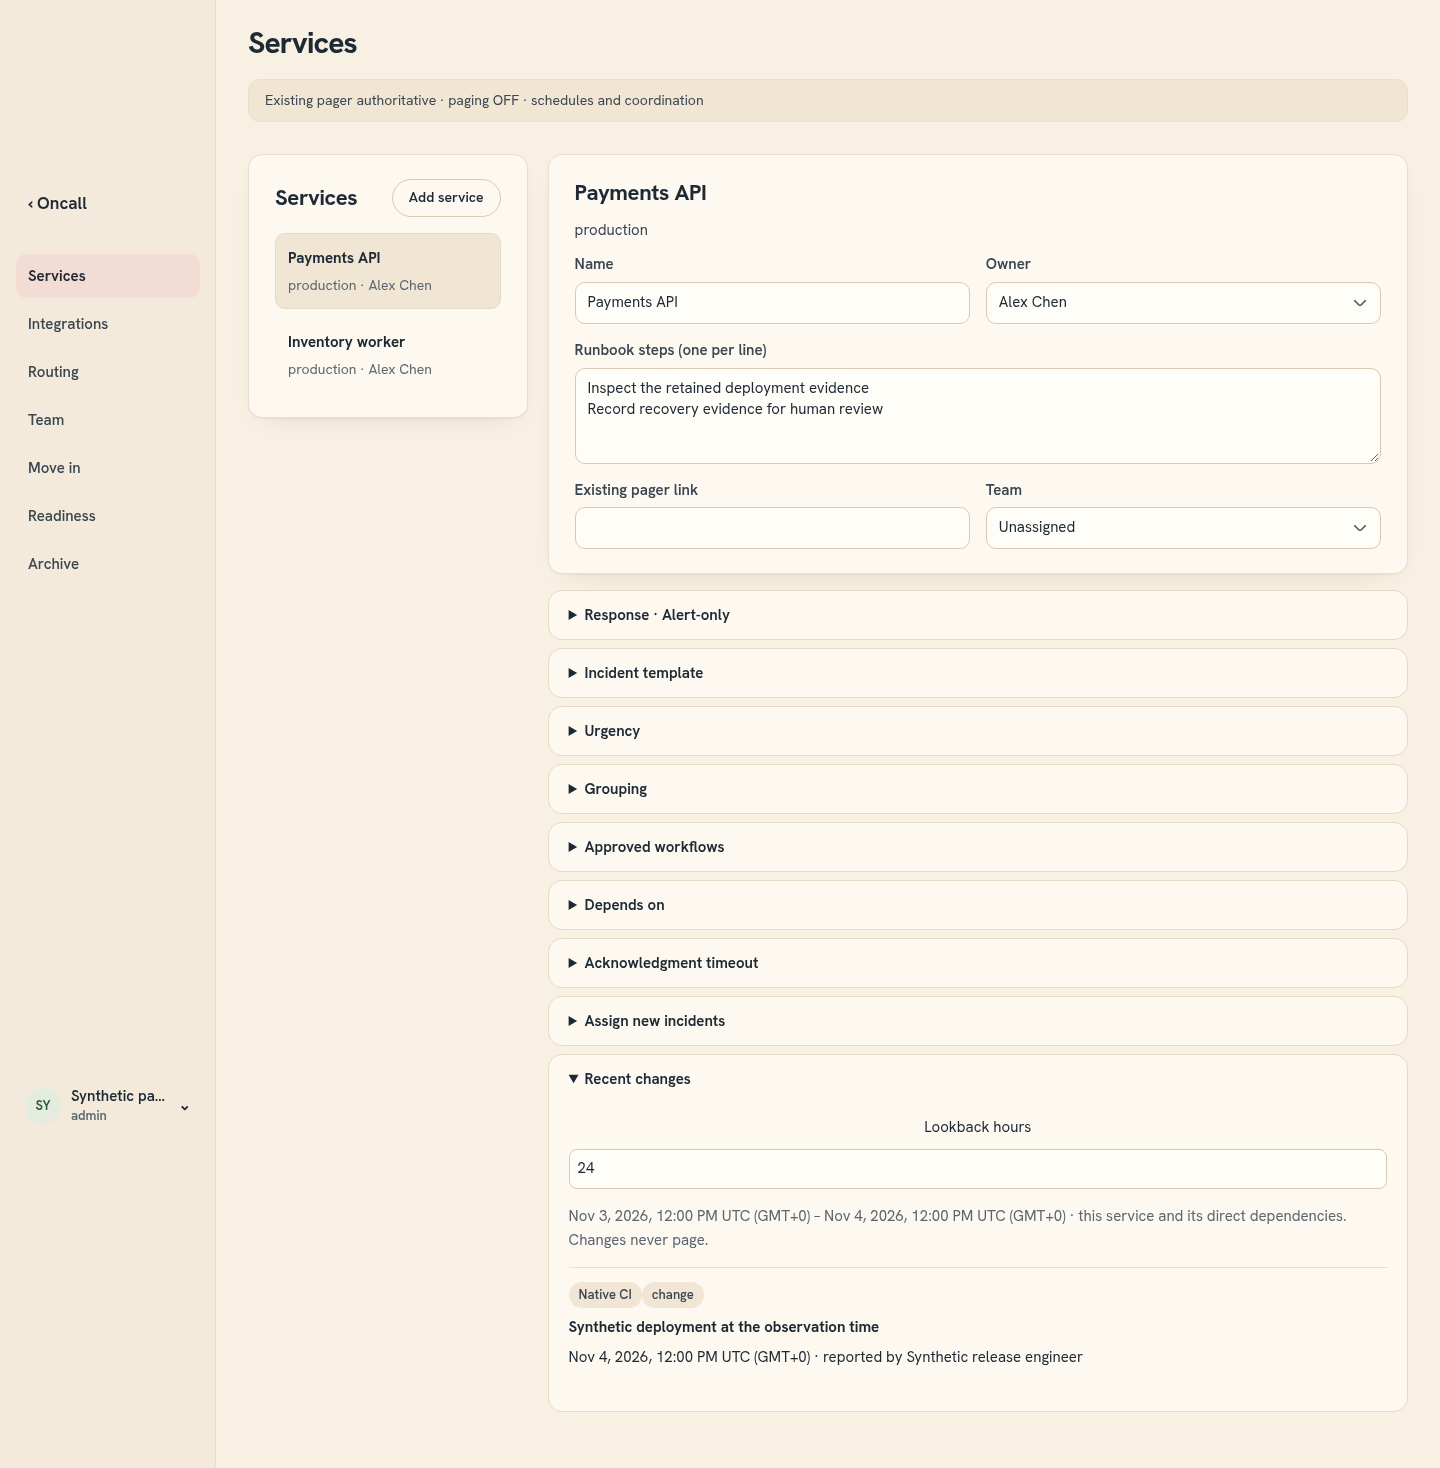 ‹ Oncall
Services
Integrations
Routing
Team
Move in
Readiness
Archive
SY
Synthetic pa...
admin
Services
Existing pager authoritative · paging OFF · schedules and coordination
Services
Add service
Payments API
production · Alex Chen
Inventory worker
production · Alex Chen
Payments API
production
Name
Owner
Payments API
Alex Chen
Runbook steps (one per line)
Inspect the retained deployment evidence
Record recovery evidence for human review
Existing pager link
Team
Unassigned
Response · Alert-only
Incident template
Urgency
Grouping
Approved workflows
Depends on
Acknowledgment timeout
Assign new incidents
Recent changes
Lookback hours
24
Nov 3, 2026, 12:00 PM UTC (GMT+0) – Nov 4, 2026, 12:00 PM UTC (GMT+0) · this service and its direct dependencies.
Changes never page.
Native CI change
Synthetic deployment at the observation time
Nov 4, 2026, 12:00 PM UTC (GMT+0) · reported by Synthetic release engineer